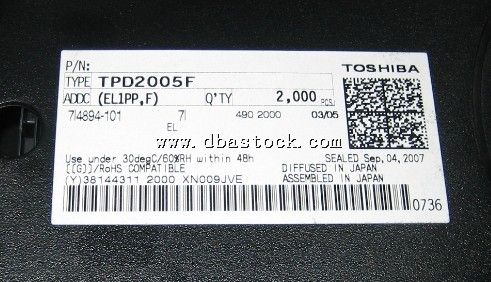 P/N:
TOSHIBA
TYPE TPD2005F
ADDC (EL1PP,F) Q'TY 2,000 PCS.
7J4894-101 7J 490 2000 03/05
EL
www.dbastock.com
Use under 30degC/60%RH within 48h SEALED Sep,04,2007
[[G]]/RoHS COMPATIBLE DIFFUSED IN JAPAN
(Y)38144311 2000 XN009JVE ASSEMBLED IN JAPAN
0736